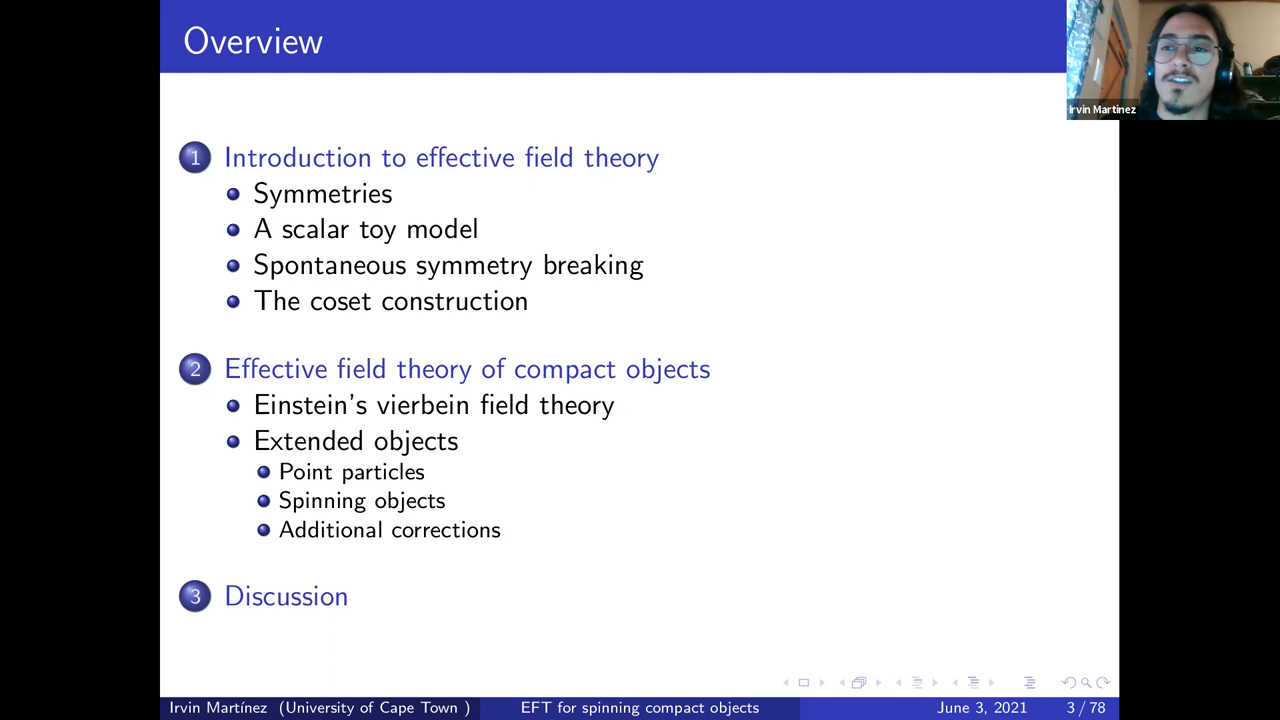 Overview
Irvin Martinez
1 Introduction to effective field theory
Symmetries
A scalar toy model
Spontaneous symmetry breaking
The coset construction
2 Effective field theory of compact objects
Einstein's vierbein field theory
Extended objects
Point particles
Spinning objects
Additional corrections
3 Discussion
Irvin Martínez (University of Cape Town ) EFT for spinning compact objects June 3, 2021 3 / 78